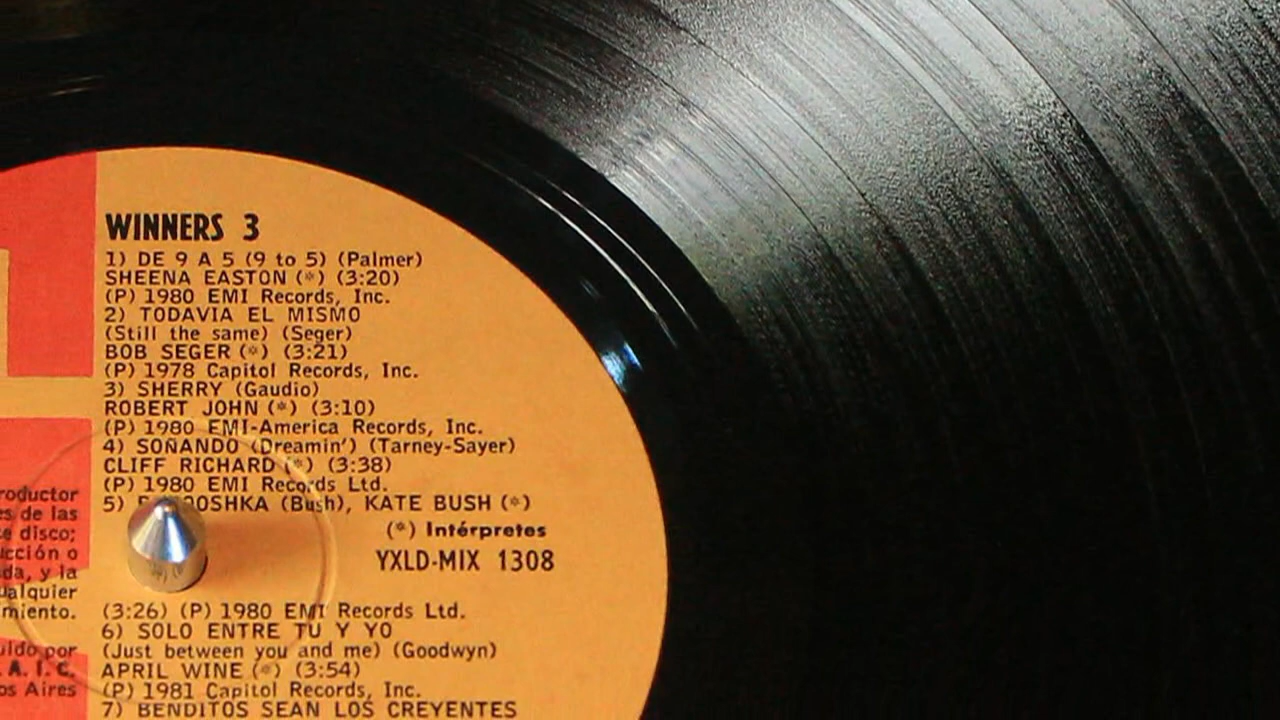 WINNERS 3
1) DE 9 A 5 (9 to 5) (Palmer)
SHEENA EASTON (*) (3:20)
(P) 1980 EMI Records, Inc.
2) TODAVIA EL MISMO
(Still the same) (Seger)
BOB SEGER (*) (3:21)
(P) 1978 Capitol Records, Inc.
3) SHERRY (Gaudio)
ROBERT JOHN (*) (3:10)
(P) 1980 EMI-America Records, Inc.
4) SOÑANDO (Dreamin') (Tarney-Sayer)
CLIFF RICHARD (*) (3:38)
(P) 1980 EMI Records Ltd.
5) OOSHKA (Bush), KATE BUSH (*)
(*) Intérpretes
YXLD-MIX 1308
(3:26) (P) 1980 EMI Records Ltd.
6) SOLO ENTRE TU Y YO
(Just between you and me) (Goodwyn)
APRIL WINE (*) (3:54)
(P) 1981 Capitol Records, Inc.
7) BENDITOS SEAN LOS CREYENTES
roductor
es de las
e disco;
ucción o
da, y la
ualquier
miento.
uido por
. A. I. C.
os Aires